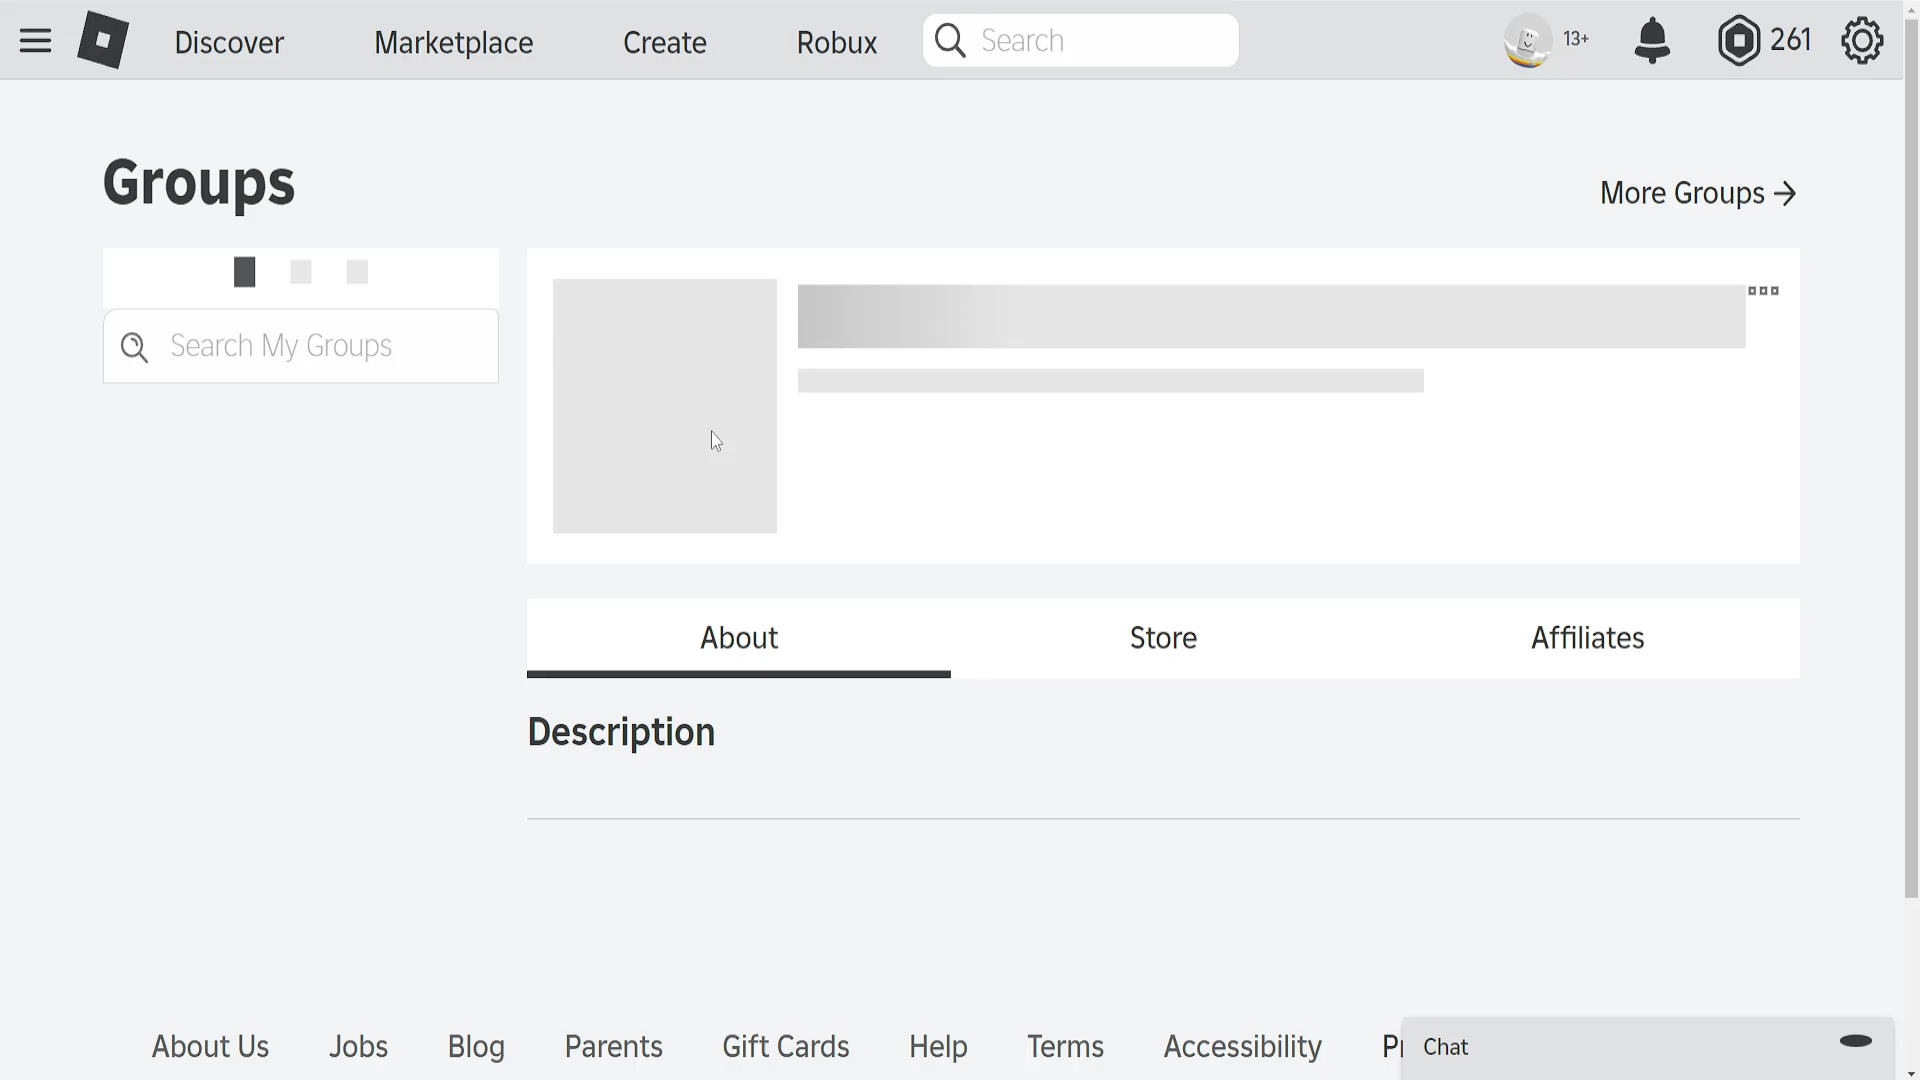 Discover Marketplace Create Robux Search 13+ 261
Groups
More Groups
Search My Groups
About Store Affiliates
Description
About Us Jobs Blog Parents Gift Cards Help Terms Accessibility
Chat